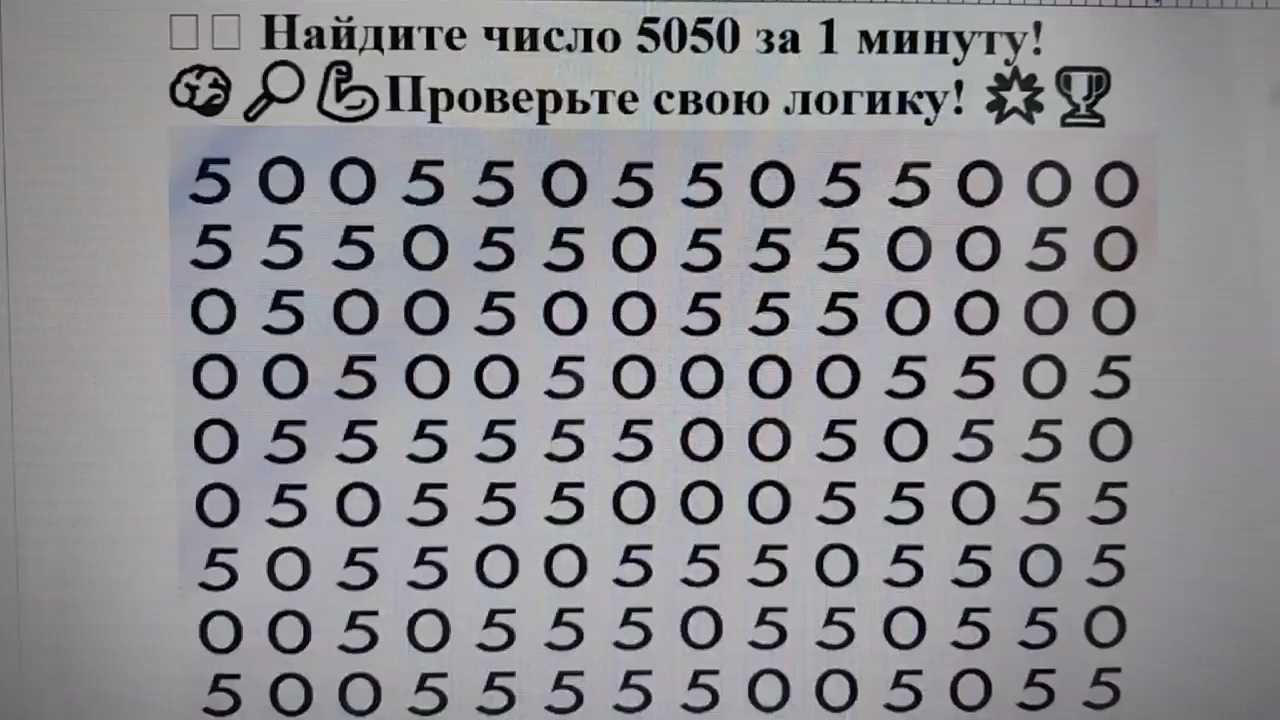 Найдите число 5050 за 1 минуту!
Проверьте свою логику!
5 0 0 5 5 0 5 5 0 5 5 0 0 0
5 5 5 0 5 5 0 5 5 5 0 0 5 0
0 5 0 0 5 0 0 5 5 5 0 0 0 0
0 0 5 0 0 5 0 0 0 0 5 5 0 5
0 5 5 5 5 5 5 0 0 5 0 5 5 0
0 5 0 5 5 5 0 0 0 5 5 0 5 5
5 0 5 5 0 0 5 5 5 0 5 5 0 5
0 0 5 0 5 5 5 0 5 5 0 5 5 0
5 0 0 5 5 5 5 5 0 0 5 0 5 5